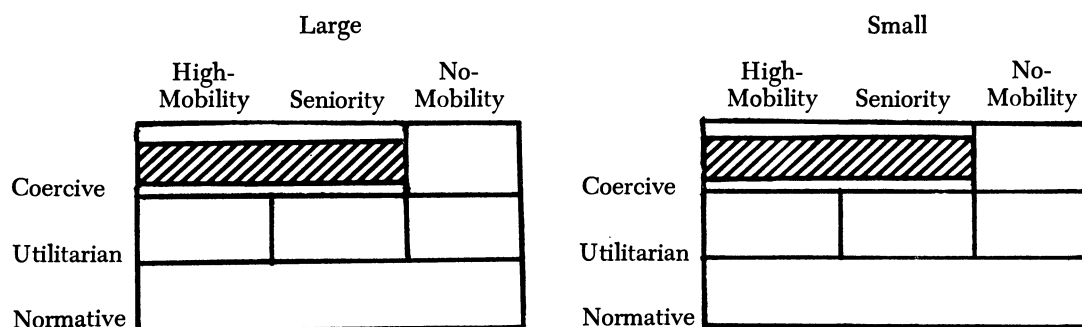 Large Small
High-Mobility Seniority No-Mobility High-Mobility Seniority No-Mobility
Coercive Coercive
Utilitarian Utilitarian
Normative Normative